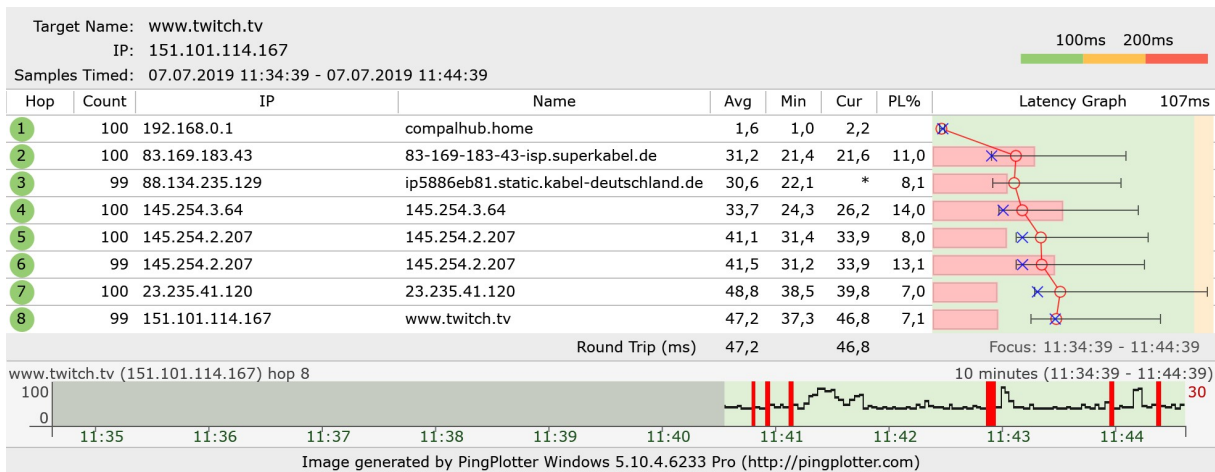 Target Name: www.twitch.tv
IP: 151.101.114.167
100ms 200ms
Samples Timed: 07.07.2019 11:34:39 - 07.07.2019 11:44:39
Hop Count IP Name Avg Min Cur PL% Latency Graph 107ms
1 100 192.168.0.1 compalhub.home 1,6 1,0 2,2
2 100 83.169.183.43 83-169-183-43-isp.superkabel.de 31,2 21,4 21,6 11,0
3 99 88.134.235.129 ip5886eb81.static.kabel-deutschland.de 30,6 22,1 * 8,1
4 100 145.254.3.64 145.254.3.64 33,7 24,3 26,2 14,0
5 100 145.254.2.207 145.254.2.207 41,1 31,4 33,9 8,0
6 99 145.254.2.207 145.254.2.207 41,5 31,2 33,9 13,1
7 100 23.235.41.120 23.235.41.120 48,8 38,5 39,8 7,0
8 99 151.101.114.167 www.twitch.tv 47,2 37,3 46,8 7,1
Round Trip (ms) 47,2 46,8 Focus: 11:34:39 - 11:44:39
www.twitch.tv (151.101.114.167) hop 8 10 minutes (11:34:39 - 11:44:39)
100 30
0
11:35 11:36 11:37 11:38 11:39 11:40 11:41 11:42 11:43 11:44
Image generated by PingPlotter Windows 5.10.4.6233 Pro (http://pingplotter.com)